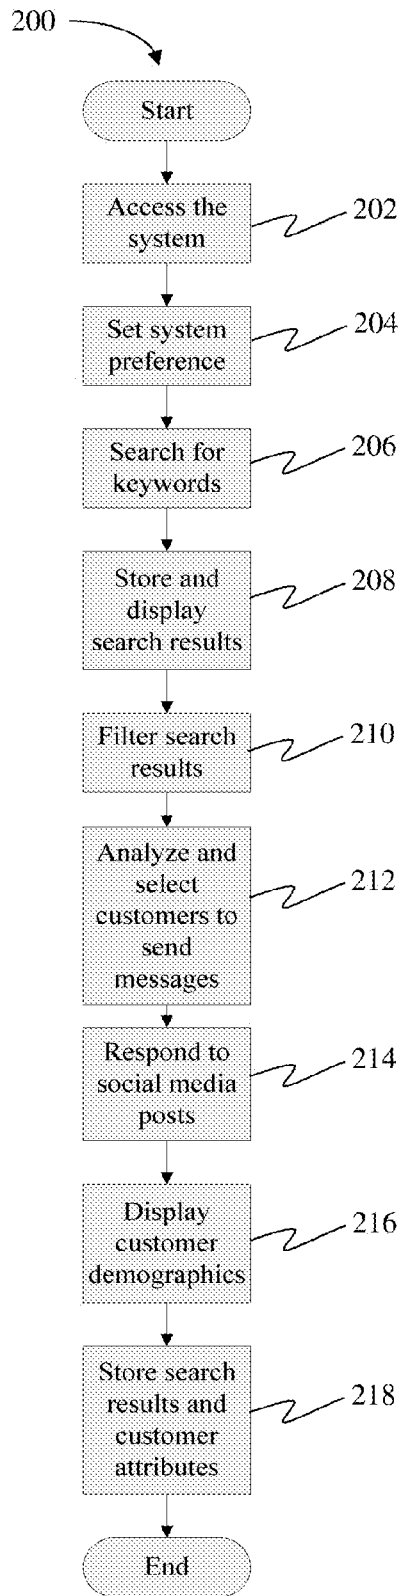 200
Start
Access the
system
202
Set system
preference
204
Search for
keywords
206
Store and
display
search results
208
Filter search
results
210
Analyze and
select
customers to
send
messages
212
Respond to
social media
posts
214
Display
customer
demographics
216
Store search
results and
customer
attributes
218
End